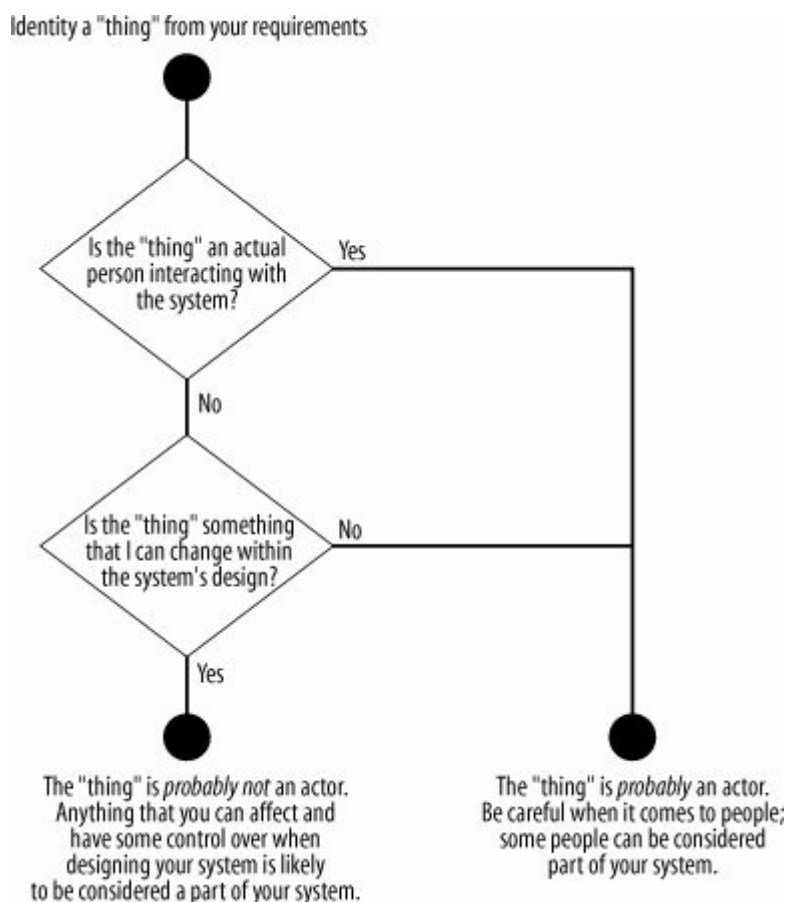 Identity a "thing" from your requirements
Is the "thing" an actual
person interacting with
the system?
Yes
No
Is the "thing" something
that I can change within
the system's design?
No
Yes
The "thing" is probably not an actor.
Anything that you can affect and
have some control over when
designing your system is likely
to be considered a part of your system.
The "thing" is probably an actor.
Be careful when it comes to people;
some people can be considered
part of your system.